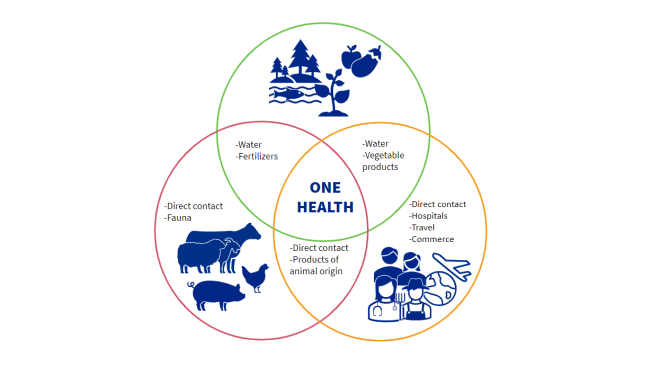 -Water
-Fertilizers
-Water
-Vegetable
products
ONE
HEALTH
-Direct contact
-Fauna
-Direct contact
-Hospitals
-Travel
-Commerce
-Direct contact
-Products of
animal origin